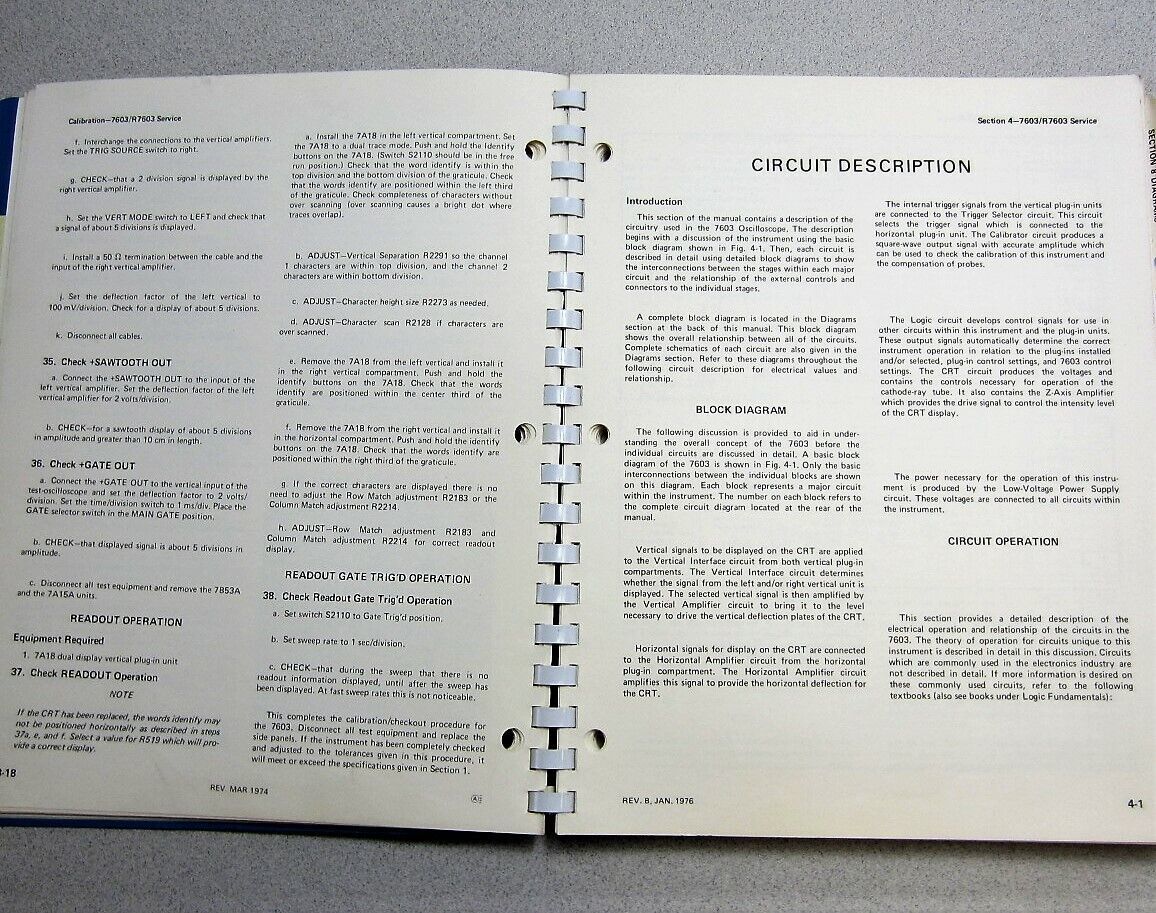 Calibration—7603/R7603 Service
f. Interchange the connections to the vertical amplifiers.
Set the TRIG SOURCE switch to right.
g. CHECK—that a 2 division signal is displayed by the
right vertical amplifier.
h. Set the VERT MODE switch to LEFT and check that
a signal of about 5 divisions is displayed.
i. Install a 50 Ω termination between the cable and the
input of the right vertical amplifier.
j. Set the deflection factor of the left vertical to
100 mV/division. Check for a display of about 5 divisions.
k. Disconnect all cables.
35. Check +SAWTOOTH OUT
a. Connect the +SAWTOOTH OUT to the input of the
left vertical amplifier. Set the deflection factor of the left
vertical amplifier for 2 volts/division.
b. CHECK—for a sawtooth display of about 5 divisions
in amplitude and greater than 10 cm in length.
36. Check +GATE OUT
a. Connect the +GATE OUT to the vertical input of the
test-oscilloscope and set the deflection factor to 2 volts/
division. Set the time/division switch to 1 ms/div. Place the
GATE selector switch in the MAIN GATE position.
b. CHECK—that displayed signal is about 5 divisions in
amplitude.
c. Disconnect all test equipment and remove the 7B53A
and the 7A15A units.
READOUT OPERATION
Equipment Required
1. 7A18 dual display vertical plug-in unit
37. Check READOUT Operation
NOTE
If the CRT has been replaced, the words identify may
not be positioned horizontally as described in steps
37a, e, and f. Select a value for R519 which will pro-
vide a correct display.
a. Install the 7A18 in the left vertical compartment. Set
the 7A18 to a dual trace mode. Push and hold the Identify
buttons on the 7A18. (Switch S2110 should be in the free
run position.) Check that the word identify is within the
top division and the bottom division of the graticule. Check
that the words identify are positioned within the left third
of the graticule. Check completeness of characters without
over scanning (over scanning causes a bright dot where
traces overlap).
b. ADJUST—Vertical Separation R2291 so the channel
1 characters are within top division, and the channel 2
characters are within bottom division.
c. ADJUST—Character height size R2273 as needed.
d. ADJUST—Character scan R2128 if characters are
over scanned.
e. Remove the 7A18 from the left vertical and install it
in the right vertical compartment. Push and hold the
identify buttons on the 7A18. Check that the words
identify are positioned within the center third of the
graticule.
f. Remove the 7A18 from the right vertical and install it
in the horizontal compartment. Push and hold the identify
buttons on the 7A18. Check that the words identify are
positioned within the right third of the graticule.
g. If the correct characters are displayed there is no
need to adjust the Row Match adjustment R2183 or the
Column Match adjustment R2214.
h. ADJUST—Row Match adjustment R2183 and
Column Match adjustment R2214 for correct readout
display.
READOUT GATE TRIG'D OPERATION
38. Check Readout Gate Trig'd Operation
a. Set switch S2110 to Gate Trig'd position.
b. Set sweep rate to 1 sec/division.
c. CHECK—that during the sweep that there is no
readout information displayed, until after the sweep has
been displayed. At fast sweep rates this is not noticeable.
This completes the calibration/checkout procedure for
the 7603. Disconnect all test equipment and replace the
side panels. If the instrument has been completely checked
and adjusted to the tolerances given in this procedure, it
will meet or exceed the specifications given in Section 1.
-18
REV. MAR 1974
Section 4—7603/R7603 Service
CIRCUIT DESCRIPTION
Introduction
This section of the manual contains a description of the
circuitry used in the 7603 Oscilloscope. The description
begins with a discussion of the instrument using the basic
block diagram shown in Fig. 4-1. Then, each circuit is
described in detail using detailed block diagrams to show
the interconnections between the stages within each major
circuit and the relationship of the external controls and
connectors to the individual stages.
A complete block diagram is located in the Diagrams
section at the back of this manual. This block diagram
shows the overall relationship between all of the circuits.
Complete schematics of each circuit are also given in the
Diagrams section. Refer to these diagrams throughout the
following circuit description for electrical values and
relationship.
BLOCK DIAGRAM
The following discussion is provided to aid in under-
standing the overall concept of the 7603 before the
individual circuits are discussed in detail. A basic block
diagram of the 7603 is shown in Fig. 4-1. Only the basic
interconnections between the individual blocks are shown
on this diagram. Each block represents a major circuit
within the instrument. The number on each block refers to
the complete circuit diagram located at the rear of the
manual.
Vertical signals to be displayed on the CRT are applied
to the Vertical Interface circuit from both vertical plug-in
compartments. The Vertical Interface circuit determines
whether the signal from the left and/or right vertical unit is
displayed. The selected vertical signal is then amplified by
the Vertical Amplifier circuit to bring it to the level
necessary to drive the vertical deflection plates of the CRT.
Horizontal signals for display on the CRT are connected
to the Horizontal Amplifier circuit from the horizontal
plug-in compartment. The Horizontal Amplifier circuit
amplifies this signal to provide the horizontal deflection for
the CRT.
The internal trigger signals from the vertical plug-in units
are connected to the Trigger Selector circuit. This circuit
selects the trigger signal which is connected to the
horizontal plug-in unit. The Calibrator circuit produces a
square-wave output signal with accurate amplitude which
can be used to check the calibration of this instrument and
the compensation of probes.
The Logic circuit develops control signals for use in
other circuits within this instrument and the plug-in units.
These output signals automatically determine the correct
instrument operation in relation to the plug-ins installed
and/or selected, plug-in control settings, and 7603 control
settings. The CRT circuit produces the voltages and
contains the controls necessary for operation of the
cathode-ray tube. It also contains the Z-Axis Amplifier
which provides the drive signal to control the intensity level
of the CRT display.
The power necessary for the operation of this instru-
ment is produced by the Low-Voltage Power Supply
circuit. These voltages are connected to all circuits within
the instrument.
CIRCUIT OPERATION
This section provides a detailed description of the
electrical operation and relationship of the circuits in the
7603. The theory of operation for circuits unique to this
instrument is described in detail in this discussion. Circuits
which are commonly used in the electronics industry are
not described in detail. If more information is desired on
these commonly used circuits, refer to the following
textbooks (also see books under Logic Fundamentals):
REV. B, JAN. 1976
4-1
SECTION 8 DIAGRAMS